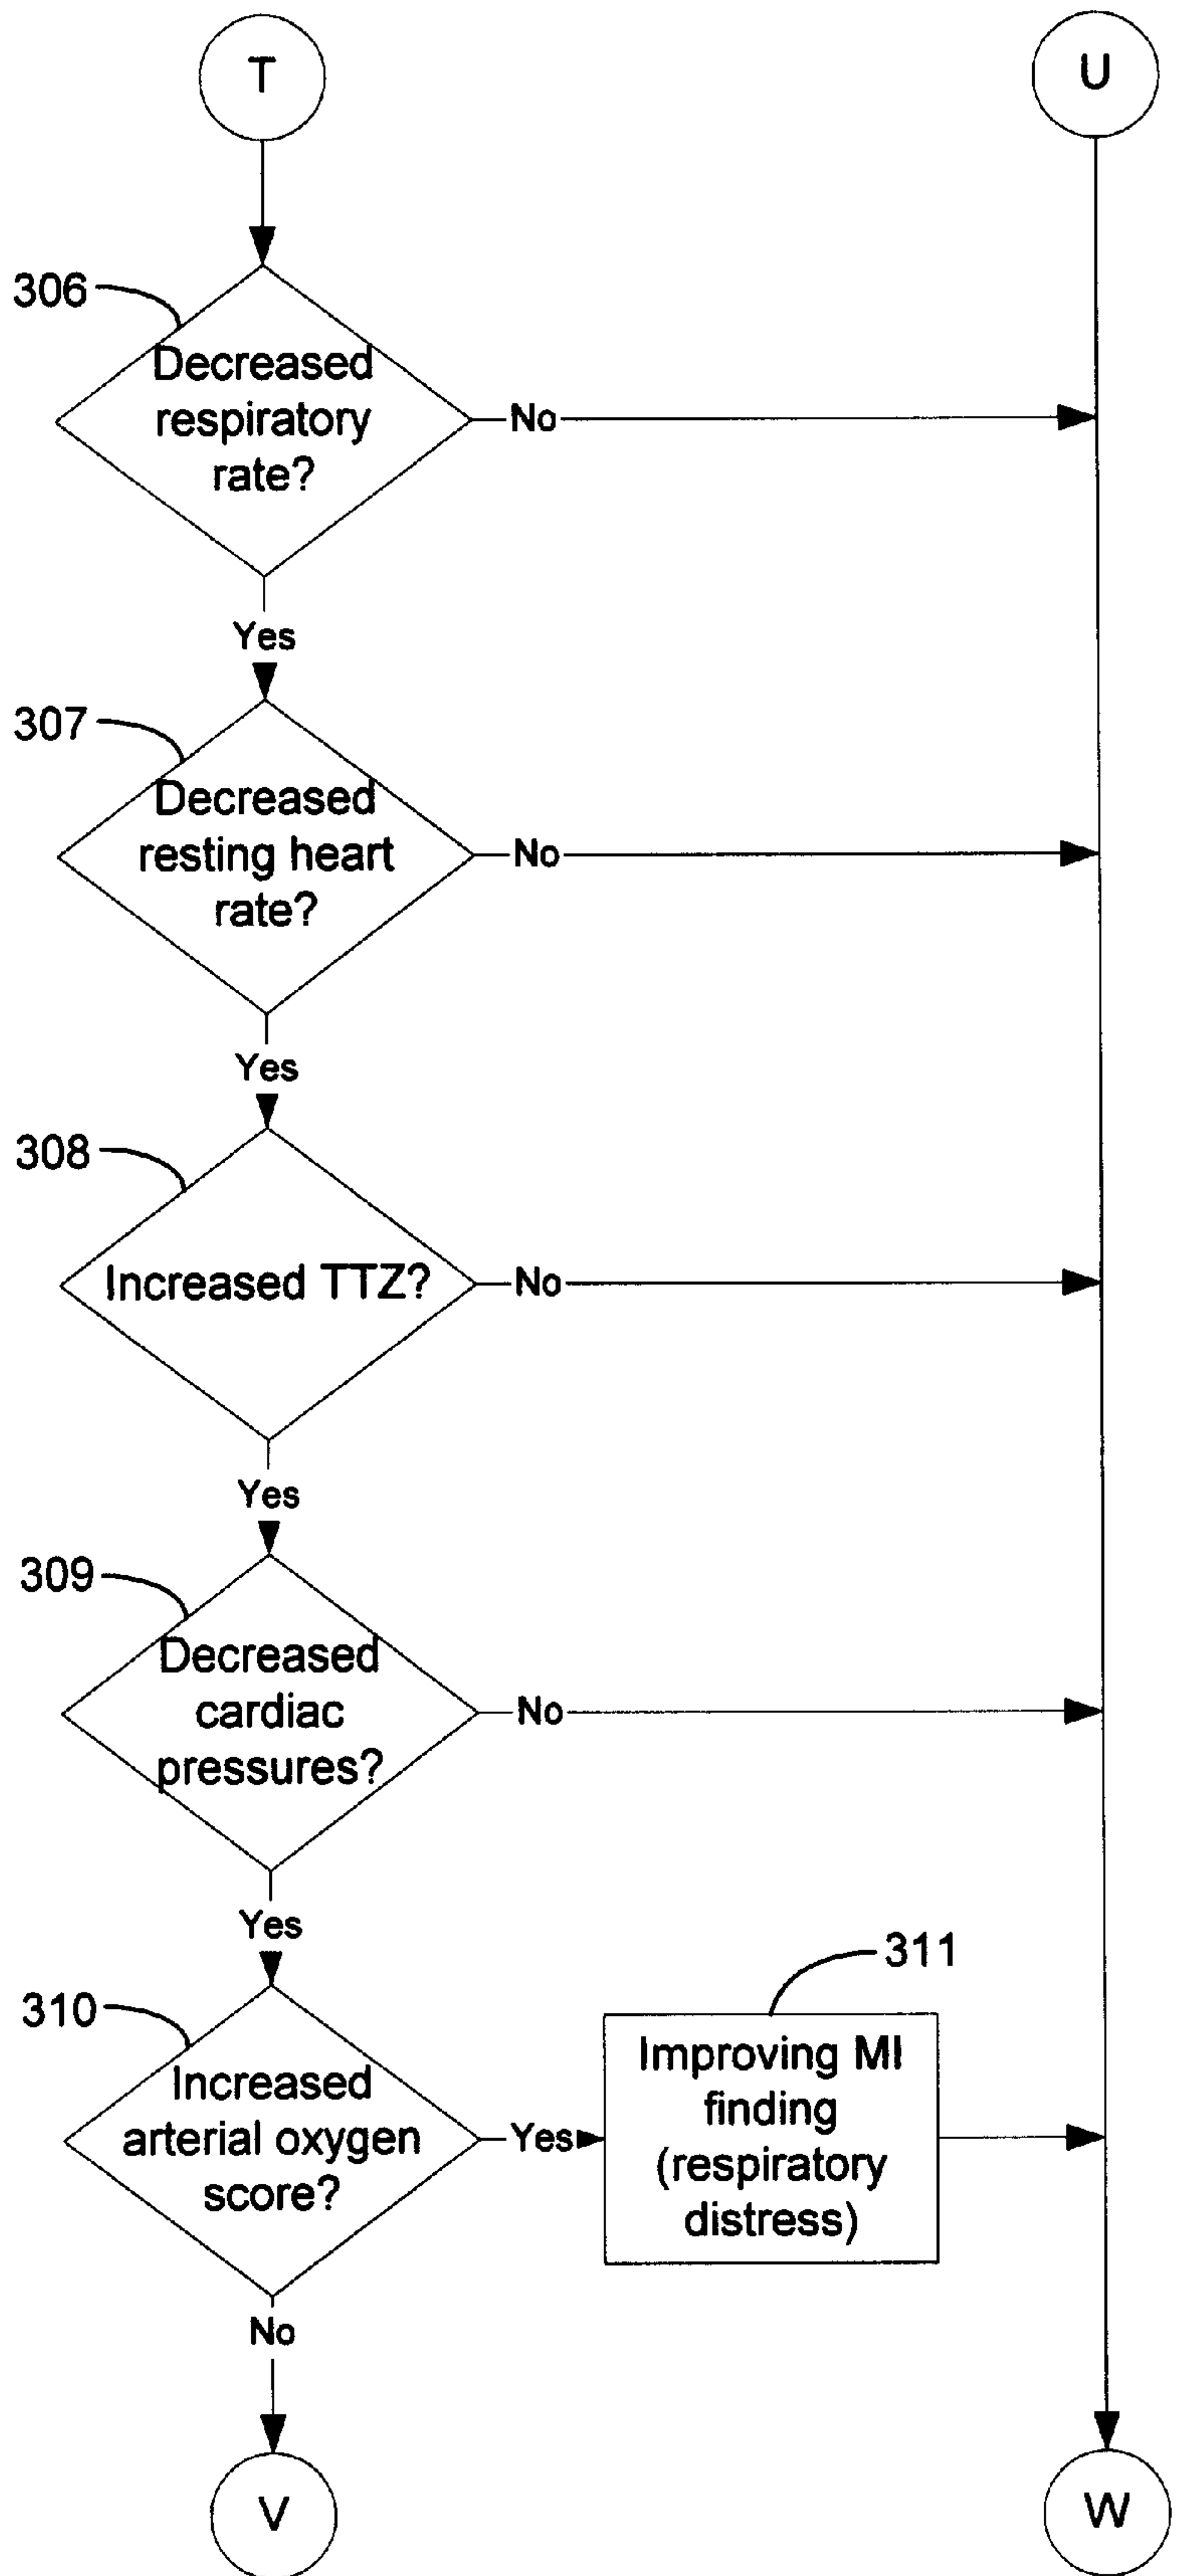 T
U
306
Decreased
respiratory
rate?
No
Yes
307
Decreased
resting heart
rate?
No
Yes
308
Increased TTZ?
No
Yes
309
Decreased
cardiac
pressures?
No
Yes
310
Increased
arterial oxygen
score?
Yes
311
Improving MI
finding
(respiratory
distress)
No
V
W